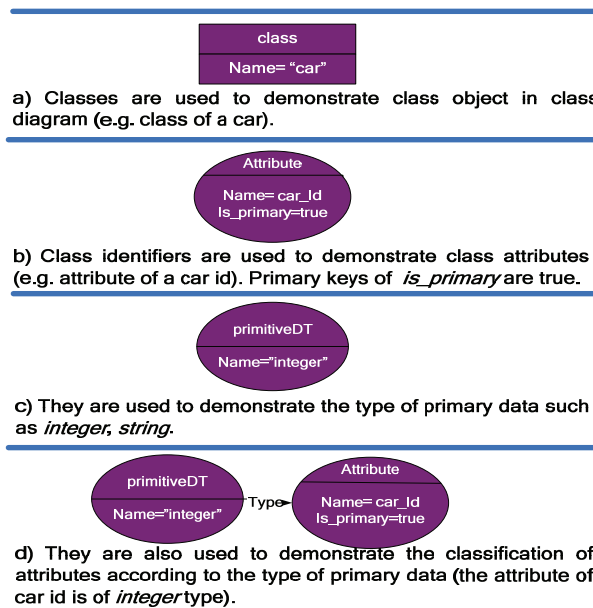 class
Name= “car”
a) Classes are used to demonstrate class object in class
diagram (e.g. class of a car).
Attribute
Name= car_Id
Is_primary=true
b) Class identifiers are used to demonstrate class attributes
(e.g. attribute of a car id). Primary keys of is_primary are true.
primitiveDT
Name=”integer”
c) They are used to demonstrate the type of primary data such
as integer, string.
primitiveDT
Name=”integer”
Type
Attribute
Name= car_Id
Is_primary=true
d) They are also used to demonstrate the classification of
attributes according to the type of primary data (the attribute of
car id is of integer type).